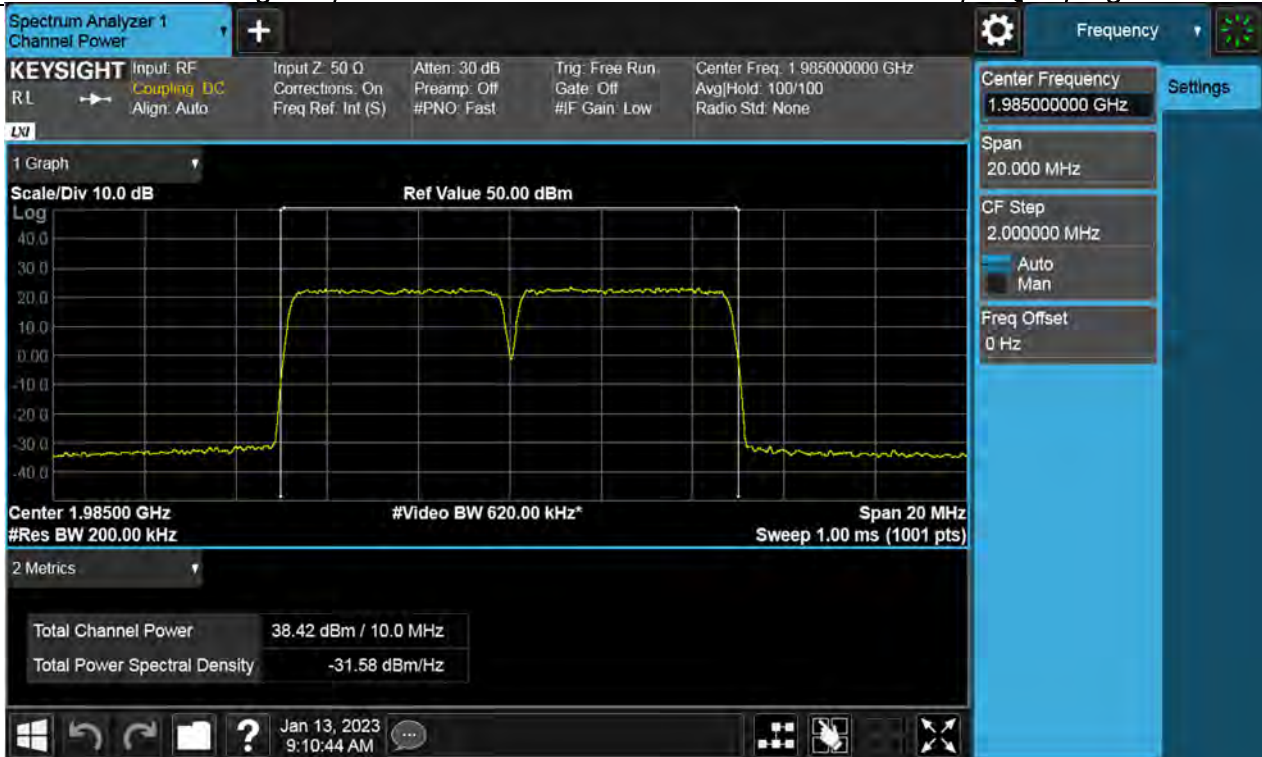 Spectrum Analyzer 1
Channel Power
+
Frequency
KEYSIGHT
RL
LXI
Input: RF
Coupling: DC
Align: Auto
Input Z: 50 Ω
Corrections: On
Freq Ref: Int (S)
Atten: 30 dB
Preamp: Off
#PNO: Fast
Trig: Free Run
Gate: Off
#IF Gain: Low
Center Freq: 1.985000000 GHz
Avg|Hold: 100/100
Radio Std: None
Center Frequency
1.985000000 GHz
Settings
Span
20.000 MHz
CF Step
2.000000 MHz
Auto
Man
Freq Offset
0 Hz
1 Graph
Scale/Div 10.0 dB
Ref Value 50.00 dBm
Log
40.0
30.0
20.0
10.0
0.00
-10.0
-20.0
-30.0
-40.0
Center 1.98500 GHz
#Video BW 620.00 kHz*
Span 20 MHz
#Res BW 200.00 kHz
Sweep 1.00 ms (1001 pts)
2 Metrics
Total Channel Power 38.42 dBm / 10.0 MHz
Total Power Spectral Density -31.58 dBm/Hz
?
Jan 13, 2023
9:10:44 AM